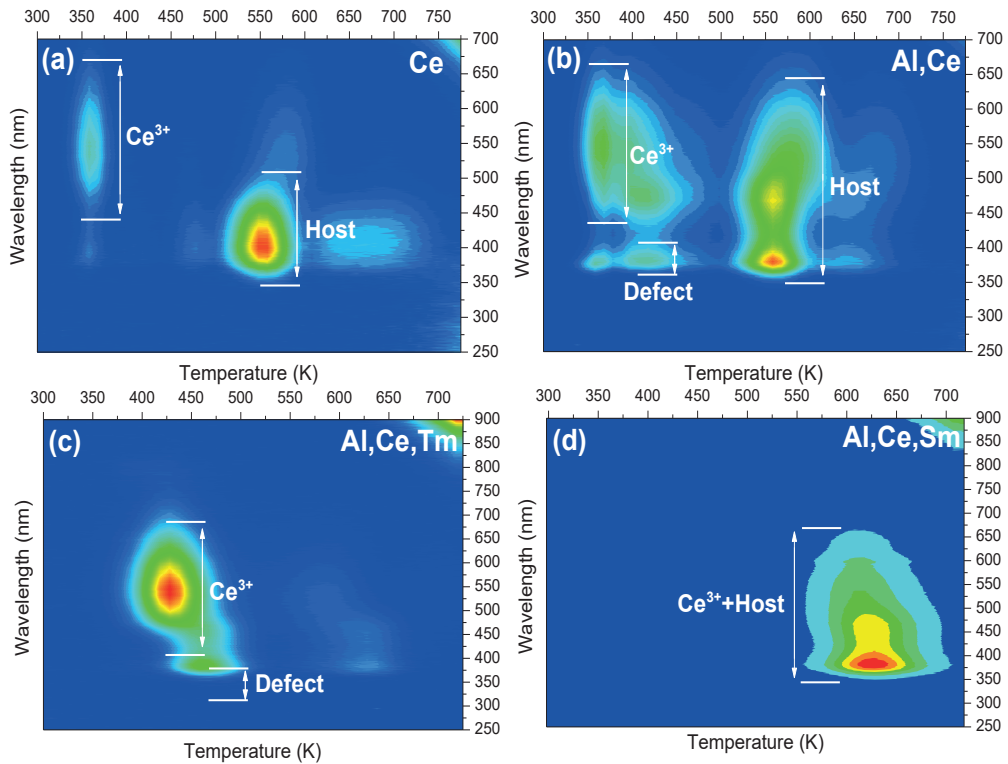 300 350 400 450 500 550 600 650 700 750
300 350 400 450 500 550 600 650 700 750
(a)
Ce
Ce³⁺
Host
700
650
600
550
500
450
400
350
300
250
Wavelength (nm)
Temperature (K)
(b)
Al,Ce
Ce³⁺
Host
Defect
700
650
600
550
500
450
400
350
300
250
Wavelength (nm)
Temperature (K)
300 350 400 450 500 550 600 650 700
300 350 400 450 500 550 600 650 700
(c)
Al,Ce,Tm
Ce³⁺
Defect
900
850
800
750
700
650
600
550
500
450
400
350
300
250
Wavelength (nm)
Temperature (K)
(d)
Al,Ce,Sm
Ce³⁺+Host
900
850
800
750
700
650
600
550
500
450
400
350
300
250
Wavelength (nm)
Temperature (K)